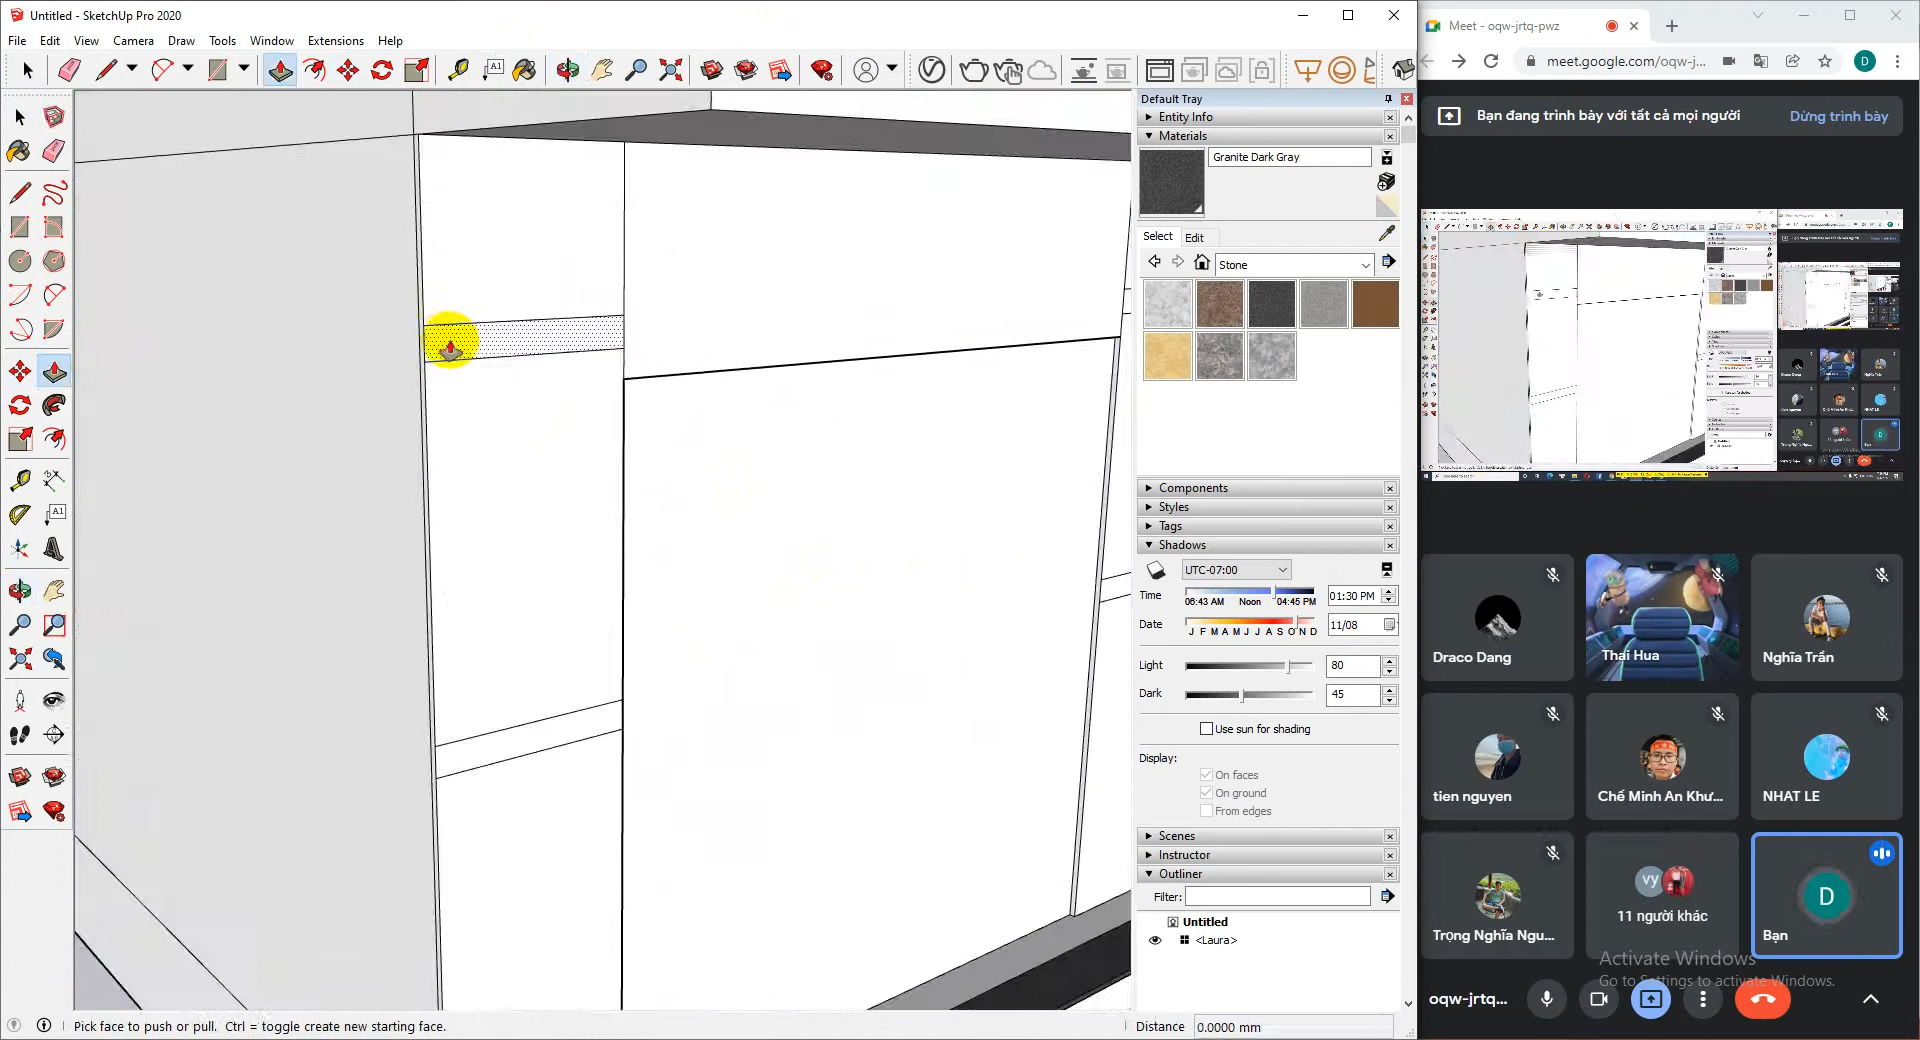 Untitled - SketchUp Pro 2020
File Edit View Camera Draw Tools Window Extensions Help
A1
Default Tray
Entity Info
Materials
Granite Dark Gray
Select Edit
Stone
Components
Styles
Tags
Shadows
UTC-07:00
Time
06:43 AM Noon 04:45 PM
01:30 PM
Date
J F M A M J J A S O N D
11/08
Light
80
Dark
45
Use sun for shading
Display:
On faces
On ground
From edges
Scenes
Instructor
Outliner
Filter:
Untitled
<Laura>
A1
Pick face to push or pull. Ctrl = toggle create new starting face.
Distance 0.0000 mm
Meet - oqw-jrtq-pwz
meet.google.com/oqw-j...
D
Bạn đang trình bày với tất cả mọi người
Dừng trình bày
Draco Dang
Thai Hua
Nghĩa Trần
tien nguyen
Chế Minh An Khư...
NHAT LE
Trọng Nghĩa Ngu...
vy
11 người khác
D
Bạn
Activate Windows
Go to Settings to activate Windows.
oqw-jrtq...